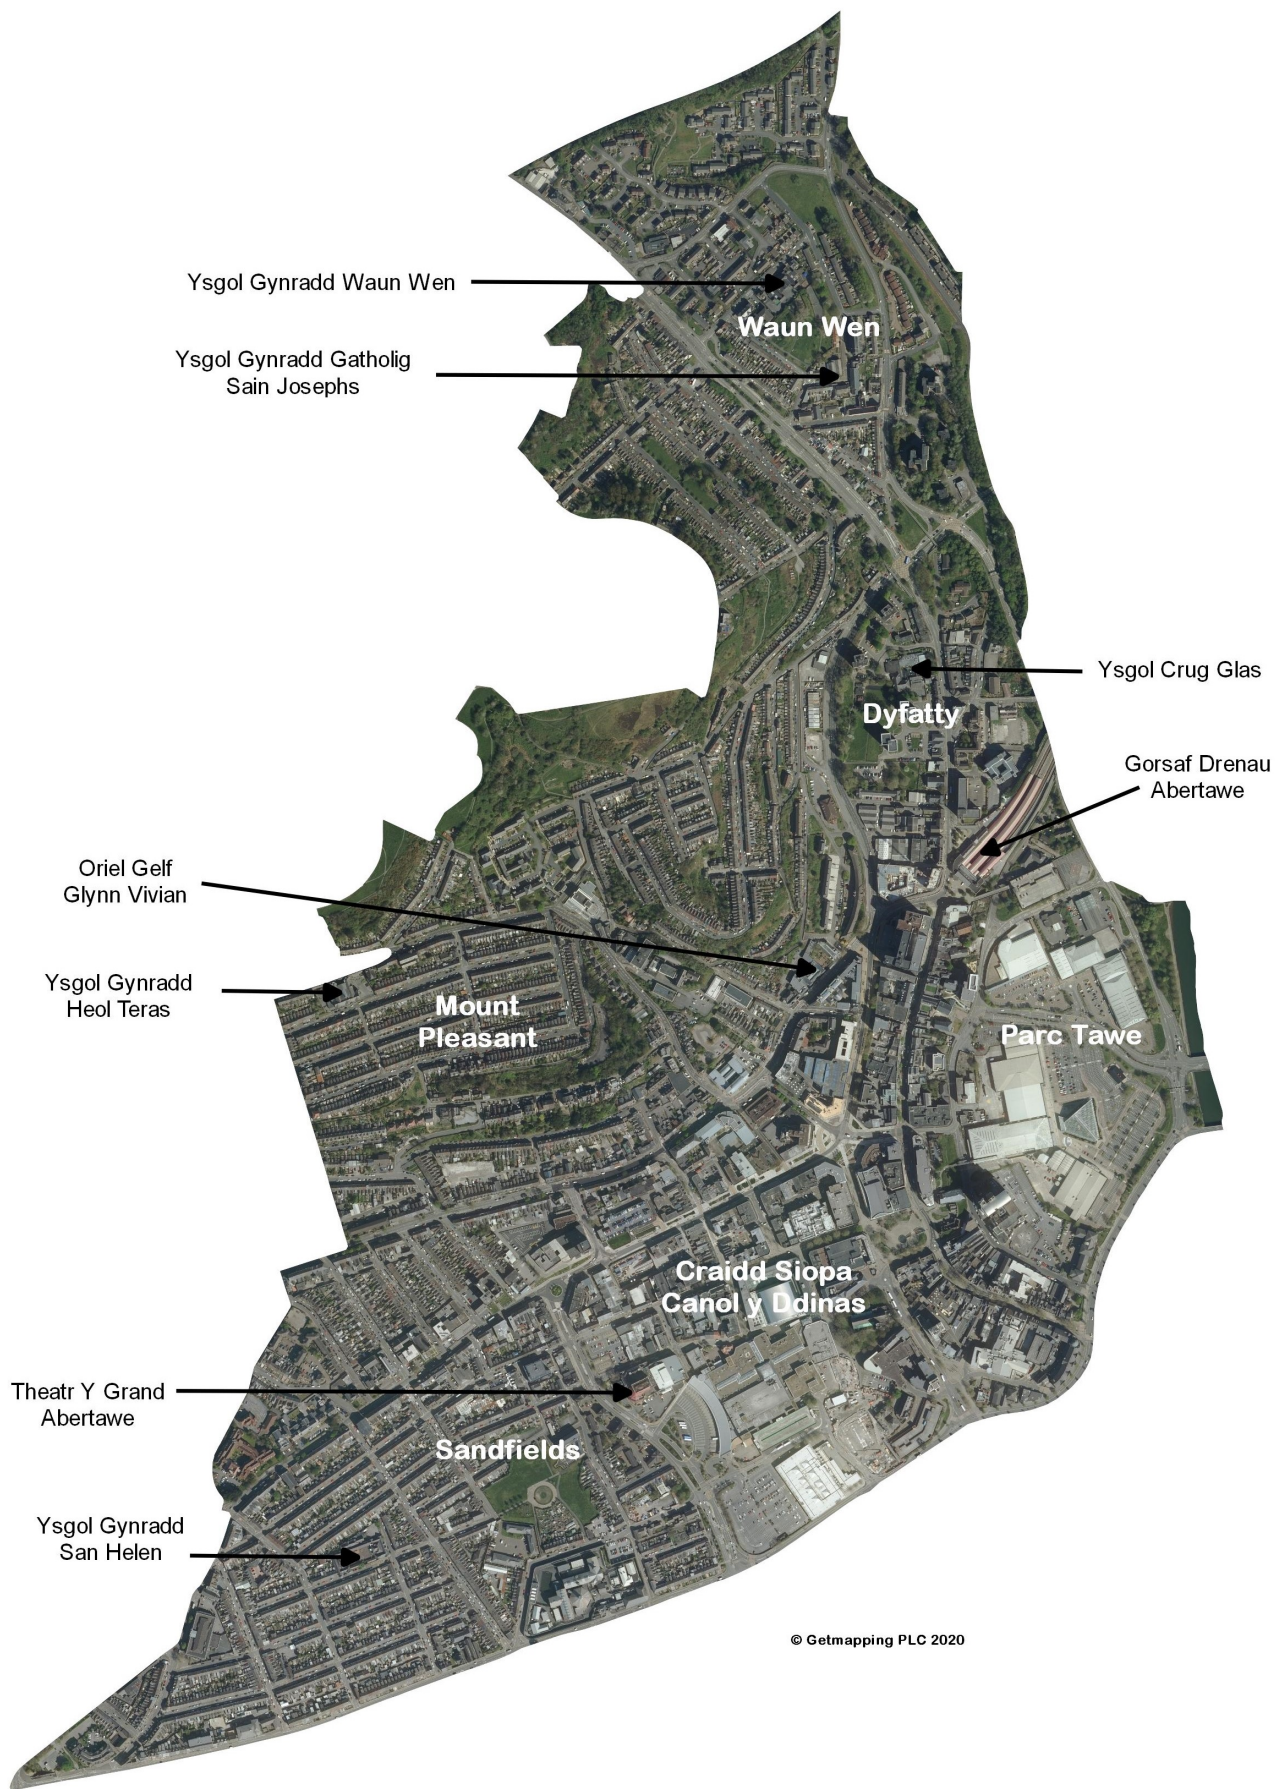 Ysgol Gynradd Waun Wen
Waun Wen
Ysgol Gynradd Gatholig
Sain Josephs
Ysgol Crug Glas
Dyfatty
Gorsaf Drenau
Abertawe
Oriel Gelf
Glynn Vivian
Ysgol Gynradd
Heol Teras
Mount
Pleasant
Parc Tawe
Craidd Siopa
Canol y Ddinas
Theatr Y Grand
Abertawe
Sandfields
Ysgol Gynradd
San Helen
© Getmapping PLC 2020